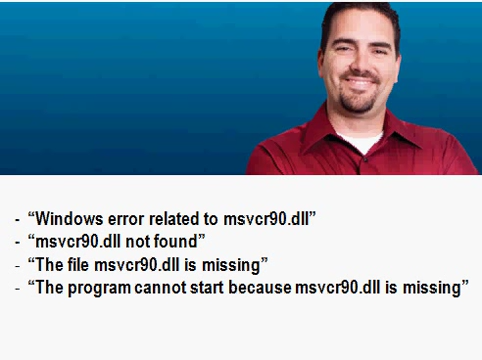 - “Windows error related to msvcr90.dll”
- “msvcr90.dll not found”
- “The file msvcr90.dll is missing”
- “The program cannot start because msvcr90.dll is missing”